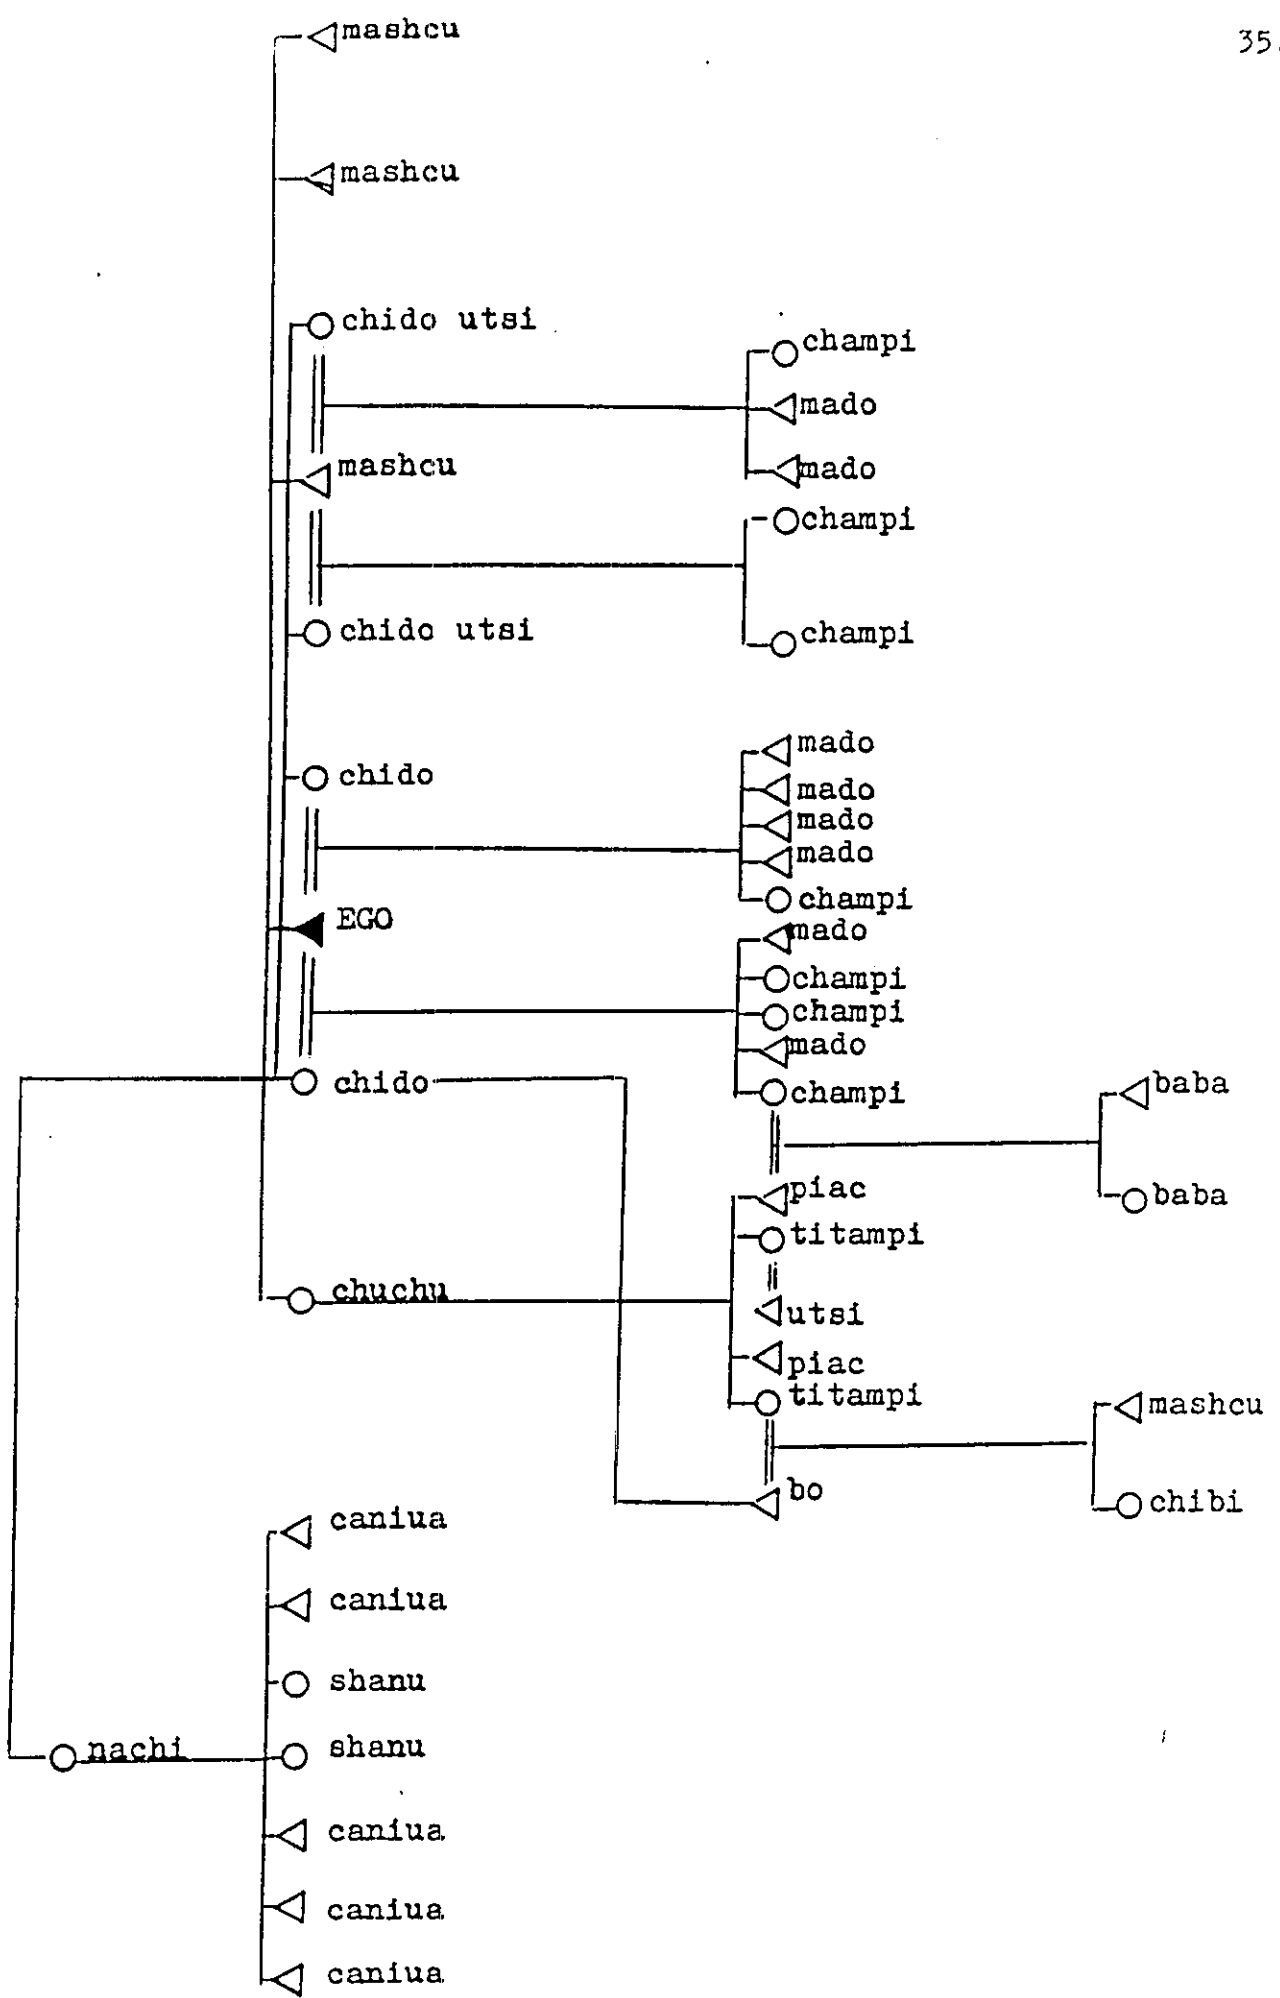 35.
mashcu
mashcu
chido utsi
champi
mado
mashcu
mado
champi
chido utsi
champi
mado
chido
mado
mado
mado
champi
EGO
mado
champi
champi
mado
chido
champi
baba
piac
baba
titampi
chuchu
utsi
piac
titampi
mashcu
bo
chibi
caniua
caniua
shanu
nachi
shanu
caniua
caniua
caniua